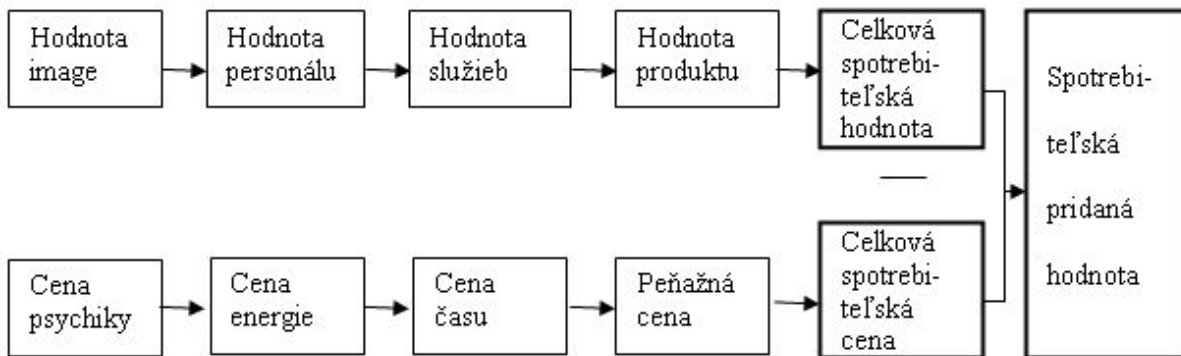 Hodnota
image
Hodnota
personálu
Hodnota
služieb
Hodnota
produktu
Celková
spotrebi-
teľská
hodnota
Spotrebi-
teľská
pridaná
hodnota
Cena
psychiky
Cena
energie
Cena
času
Peňažná
cena
Celková
spotrebi-
teľská
cena